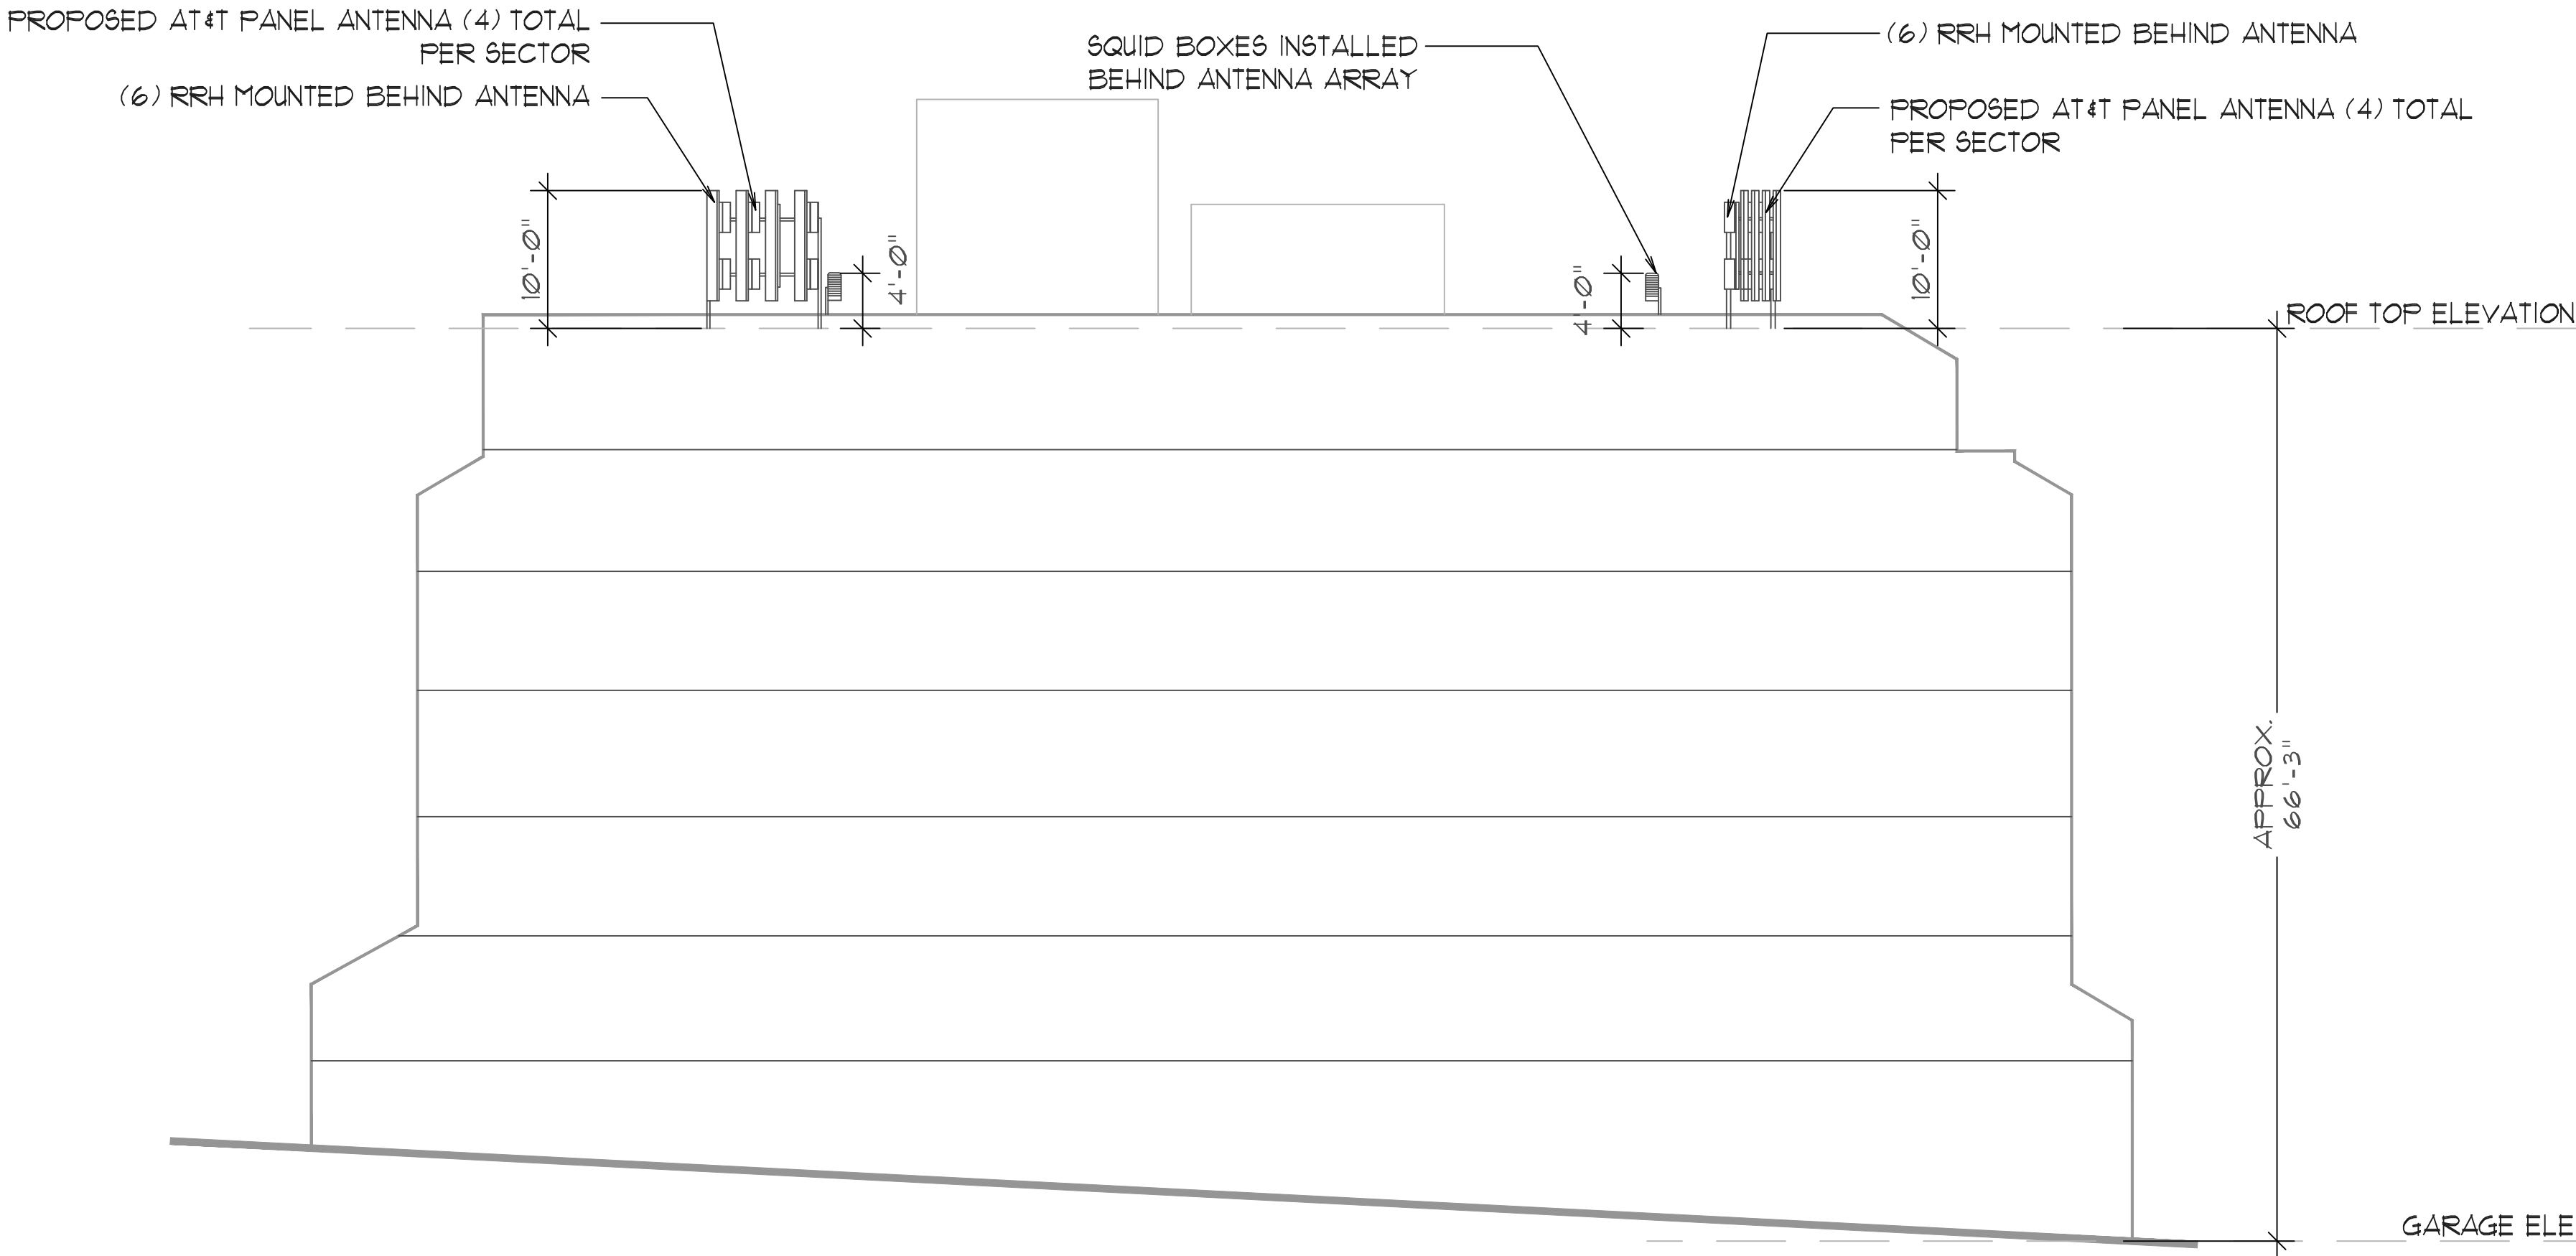 PROPOSED AT&T PANEL ANTENNA (4) TOTAL
PER SECTOR
(6) RRH MOUNTED BEHIND ANTENNA
SQUID BOXES INSTALLED
BEHIND ANTENNA ARRAY
(6) RRH MOUNTED BEHIND ANTENNA
PROPOSED AT&T PANEL ANTENNA (4) TOTAL
PER SECTOR
10'-0"
4'-0"
4'-0"
10'-0"
ROOF TOP ELEVATION
APPROX.
66'-3"
GARAGE ELE